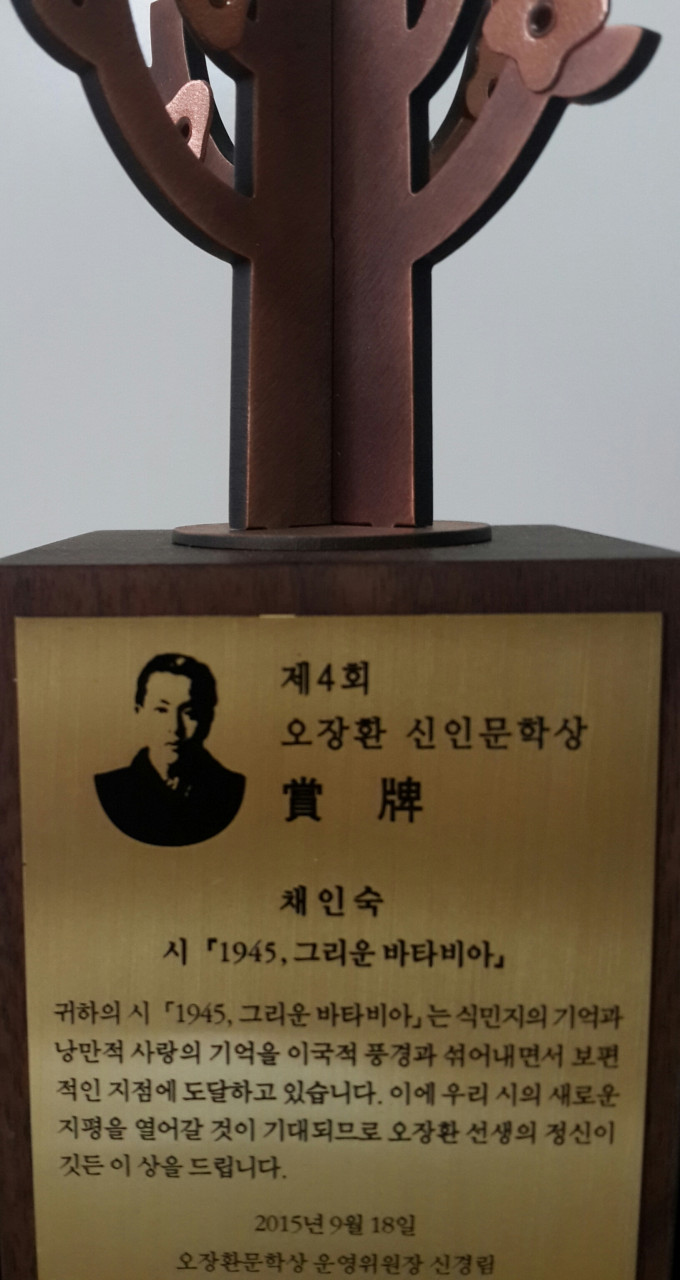 제4회
오장환 신인문학상
賞 牌
채인숙
시 『1945, 그리운 바타비아』
귀하의 시 「1945, 그리운 바타비아」는 식민지의 기억과
낭만적 사랑의 기억을 이국적 풍경과 섞어내면서 보편
적인 지점에 도달하고 있습니다. 이에 우리 시의 새로운
지평을 열어갈 것이 기대되므로 오장환 선생의 정신이
깃든 이 상을 드립니다.
2015년 9월 18일
오장환문학상 운영위원장 신경림